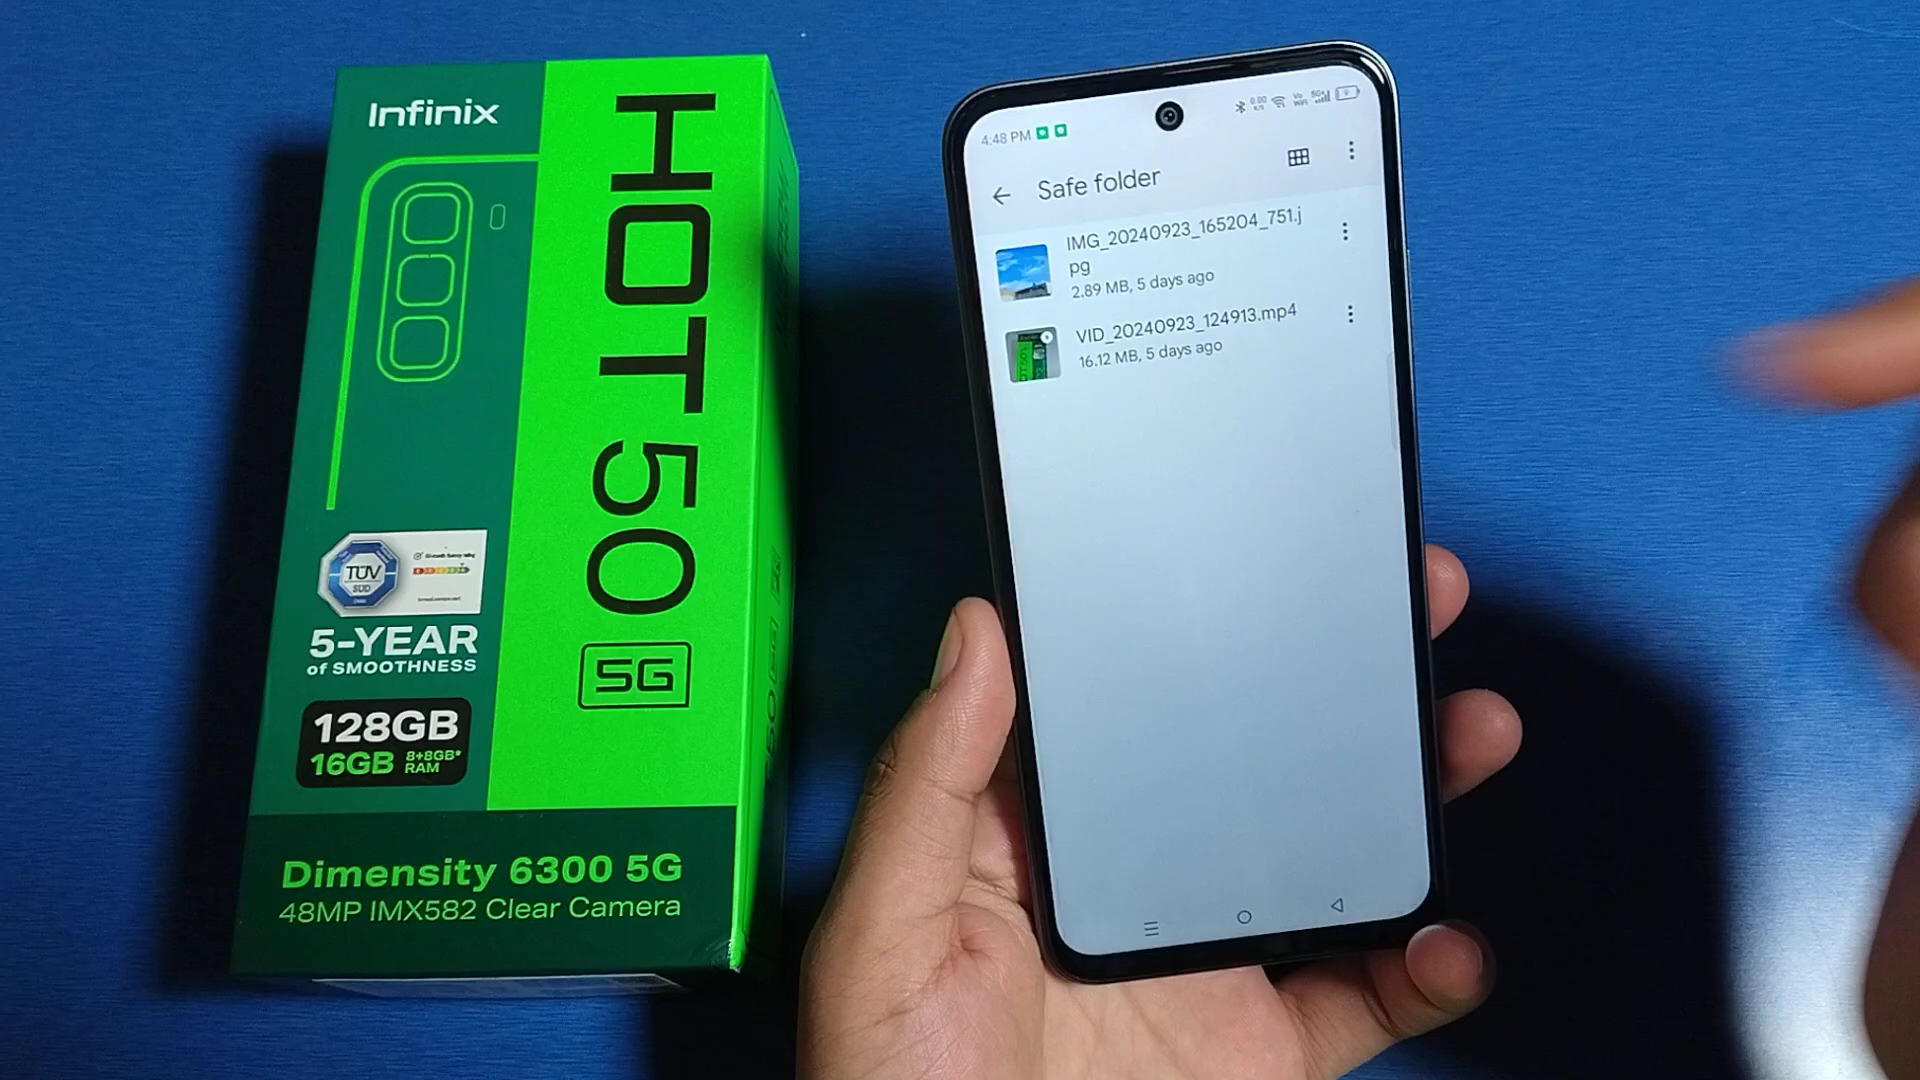 Infinix
HOT 50
5G
TÜV
SÜD
5-YEAR
of SMOOTHNESS
128GB
16GB 8+8GB*
RAM
Dimensity 6300 5G
48MP IMX582 Clear Camera
4:48 PM
Safe folder
IMG_20240923_165204_751.j
pg
2.89 MB, 5 days ago
VID_20240923_124913.mp4
16.12 MB, 5 days ago